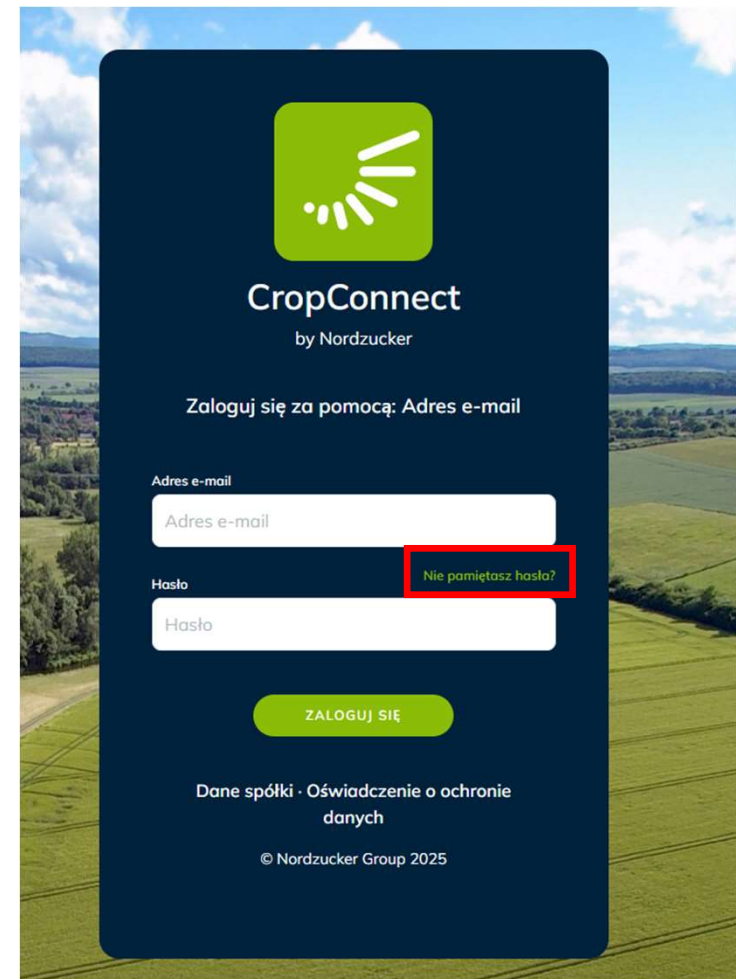 CropConnect
by Nordzucker
Zaloguj się za pomocą: Adres e-mail
Adres e-mail
Adres e-mail
Nie pamiętasz hasła?
Hasło
Hasło
ZALOGUJ SIĘ
Dane spółki · Oświadczenie o ochronie
danych
© Nordzucker Group 2025